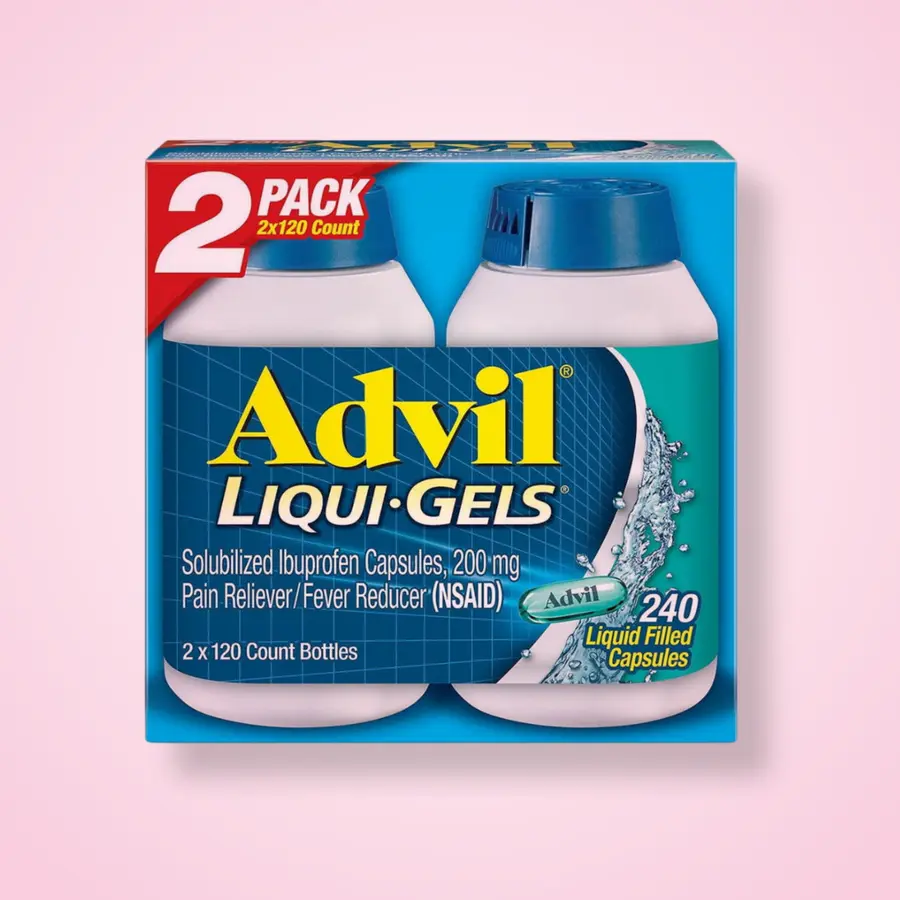 Advil
2 PACK
2x120 Count
Advil®
LIQUI·GELS®
Solubilized Ibuprofen Capsules, 200 mg
Pain Reliever/Fever Reducer (NSAID)
Advil
240
Liquid Filled
Capsules
2 x 120 Count Bottles